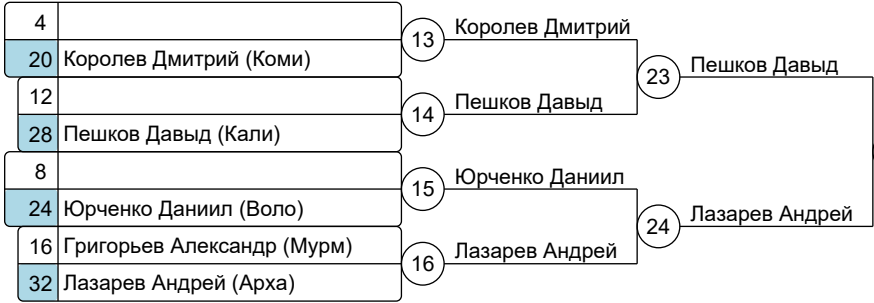 4
20 Королев Дмитрий (Коми)
12
28 Пешков Давыд (Кали)
8
24 Юрченко Даниил (Воло)
16 Григорьев Александр (Мурм)
32 Лазарев Андрей (Арха)
13 Королев Дмитрий
14 Пешков Давыд
15 Юрченко Даниил
16 Лазарев Андрей
23 Пешков Давыд
24 Лазарев Андрей